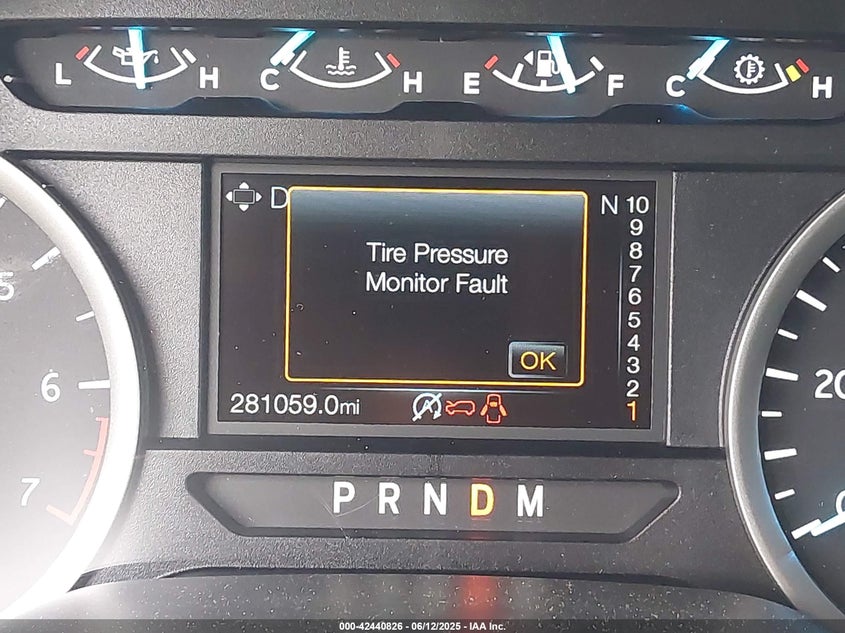 L H C H E F C H
D N 10
9
8
7
6
5
4
3
2
1
Tire Pressure
Monitor Fault
OK
281059.0mi
5
6
7
20
0
P R N D M
000-42440826 - 06/12/2025 - IAA Inc.